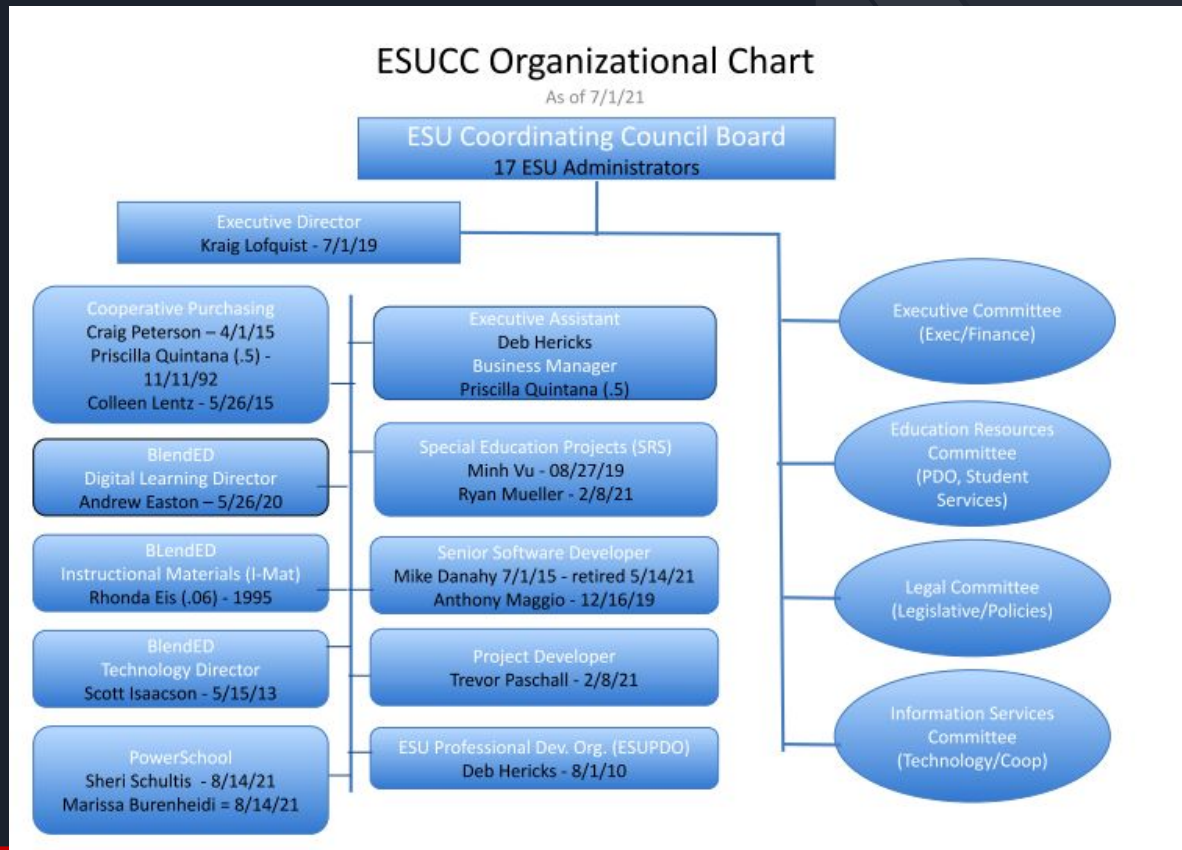 ESUCC Organizational Chart
As of 7/1/21
ESU Coordinating Council Board
17 ESU Administrators
Executive Director
Kraig Lofquist - 7/1/19
Cooperative Purchasing
Craig Peterson – 4/1/15
Priscilla Quintana (.5) -
11/11/92
Colleen Lentz - 5/26/15
BlendED
Digital Learning Director
Andrew Easton – 5/26/20
BLendED
Instructional Materials (I-Mat)
Rhonda Eis (.06) - 1995
BlendED
Technology Director
Scott Isaacson - 5/15/13
PowerSchool
Sheri Schultis - 8/14/21
Marissa Burenheidi = 8/14/21
Executive Assistant
Deb Hericks
Business Manager
Priscilla Quintana (.5)
Special Education Projects (SRS)
Minh Vu - 08/27/19
Ryan Mueller - 2/8/21
Senior Software Developer
Mike Danahy 7/1/15 - retired 5/14/21
Anthony Maggio - 12/16/19
Project Developer
Trevor Paschall - 2/8/21
ESU Professional Dev. Org. (ESUPDO)
Deb Hericks - 8/1/10
Executive Committee
(Exec/Finance)
Education Resources
Committee
(PDO, Student
Services)
Legal Committee
(Legislative/Policies)
Information Services
Committee
(Technology/Coop)